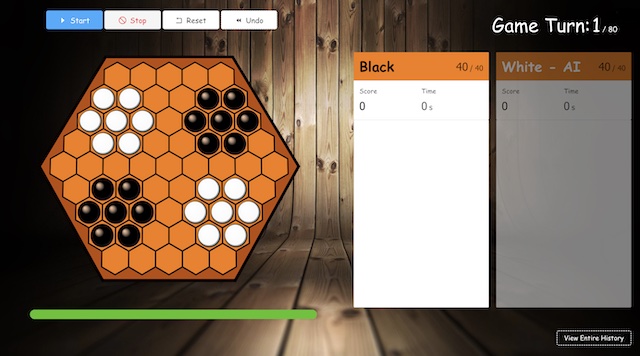 Start
Stop
Reset
Undo
Game Turn:1 / 80
Black
40 / 40
White - AI
40 / 40
Score
Time
0
0 s
Score
Time
0
0 s
View Entire History